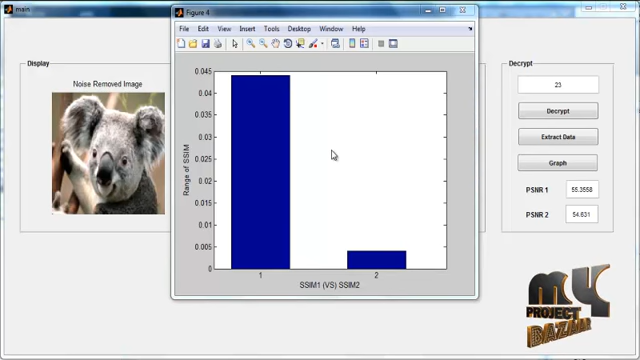 main
Figure 4
File Edit View Insert Tools Desktop Window Help
Display
Noise Removed Image
0.045
0.04
0.035
0.03
0.025
0.02
0.015
0.01
0.005
0
Range of SSIM
1 2
SSIM1 (VS) SSIM2
Decrypt
23
Decrypt
Extract Data
Graph
PSNR 1 55.3558
PSNR 2 54.631
my
PROJECT
BAZAAR